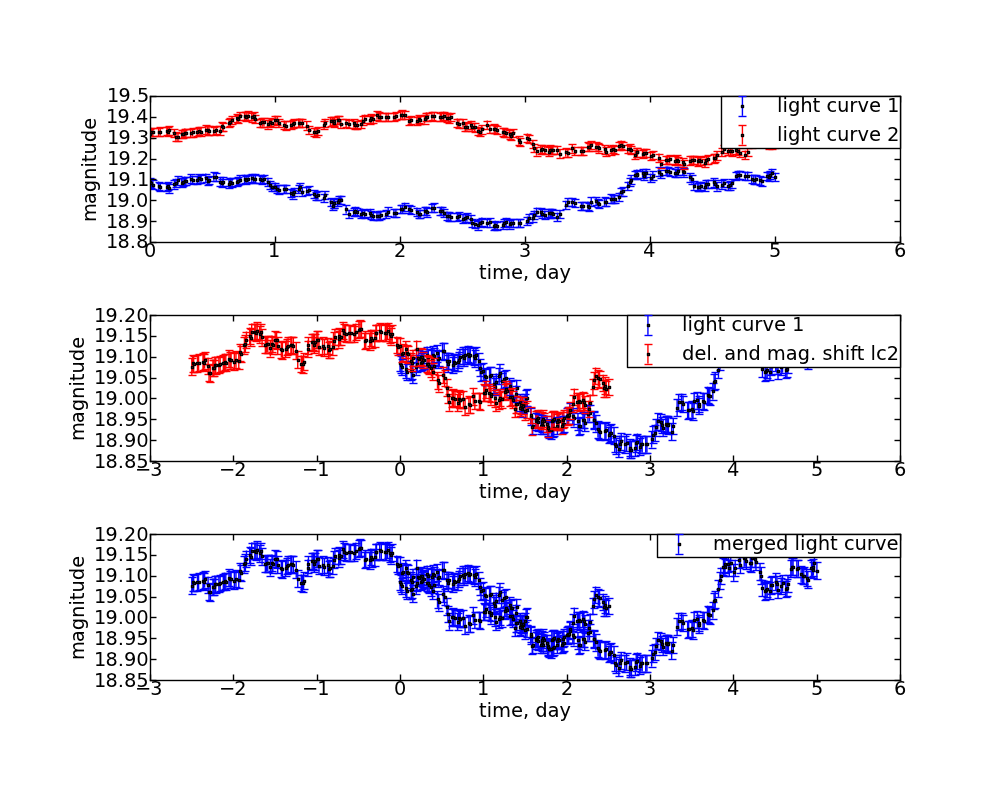 19.5
19.4
19.3
19.2
19.1
19.0
18.9
18.8
magnitude
light curve 1
light curve 2
0 1 2 3 4 5 6
time, day
19.20
19.15
19.10
19.05
19.00
18.95
18.90
18.85
magnitude
light curve 1
del. and mag. shift lc2
−3 −2 −1 0 1 2 3 4 5 6
time, day
19.20
19.15
19.10
19.05
19.00
18.95
18.90
18.85
magnitude
merged light curve
−3 −2 −1 0 1 2 3 4 5 6
time, day